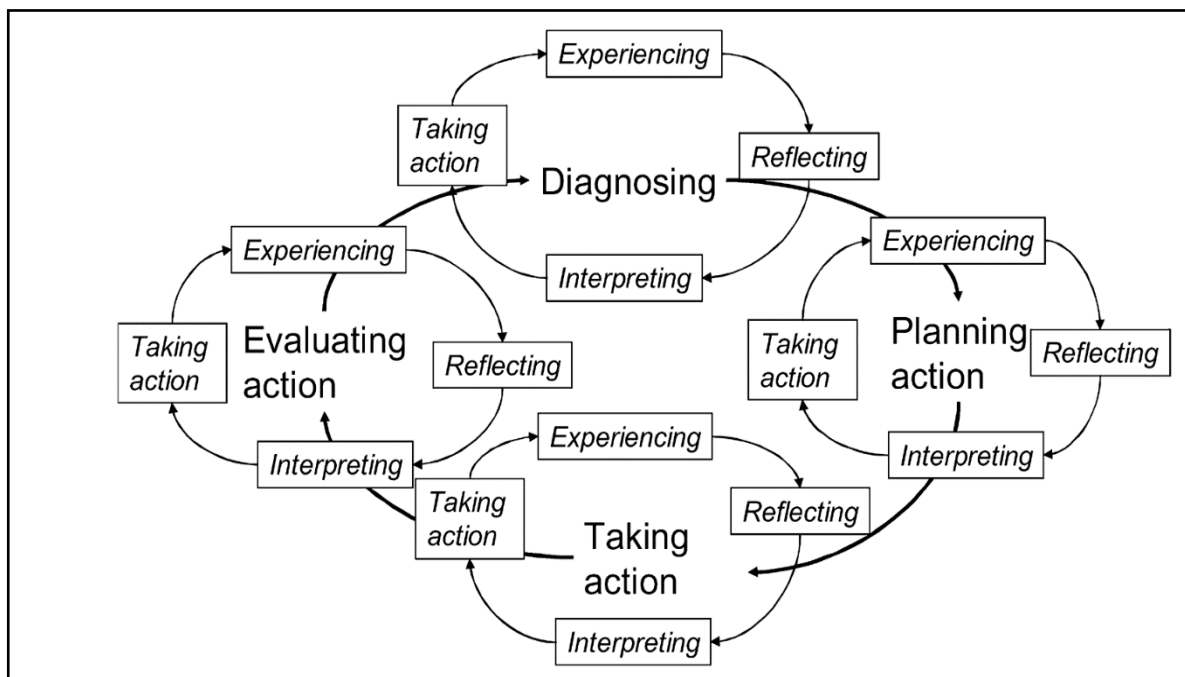 Experiencing
Taking
action
Reflecting
Diagnosing
Interpreting
Experiencing
Taking
action
Reflecting
Planning
action
Interpreting
Experiencing
Taking
action
Reflecting
Taking
action
Interpreting
Experiencing
Taking
action
Evaluating
action
Reflecting
Interpreting